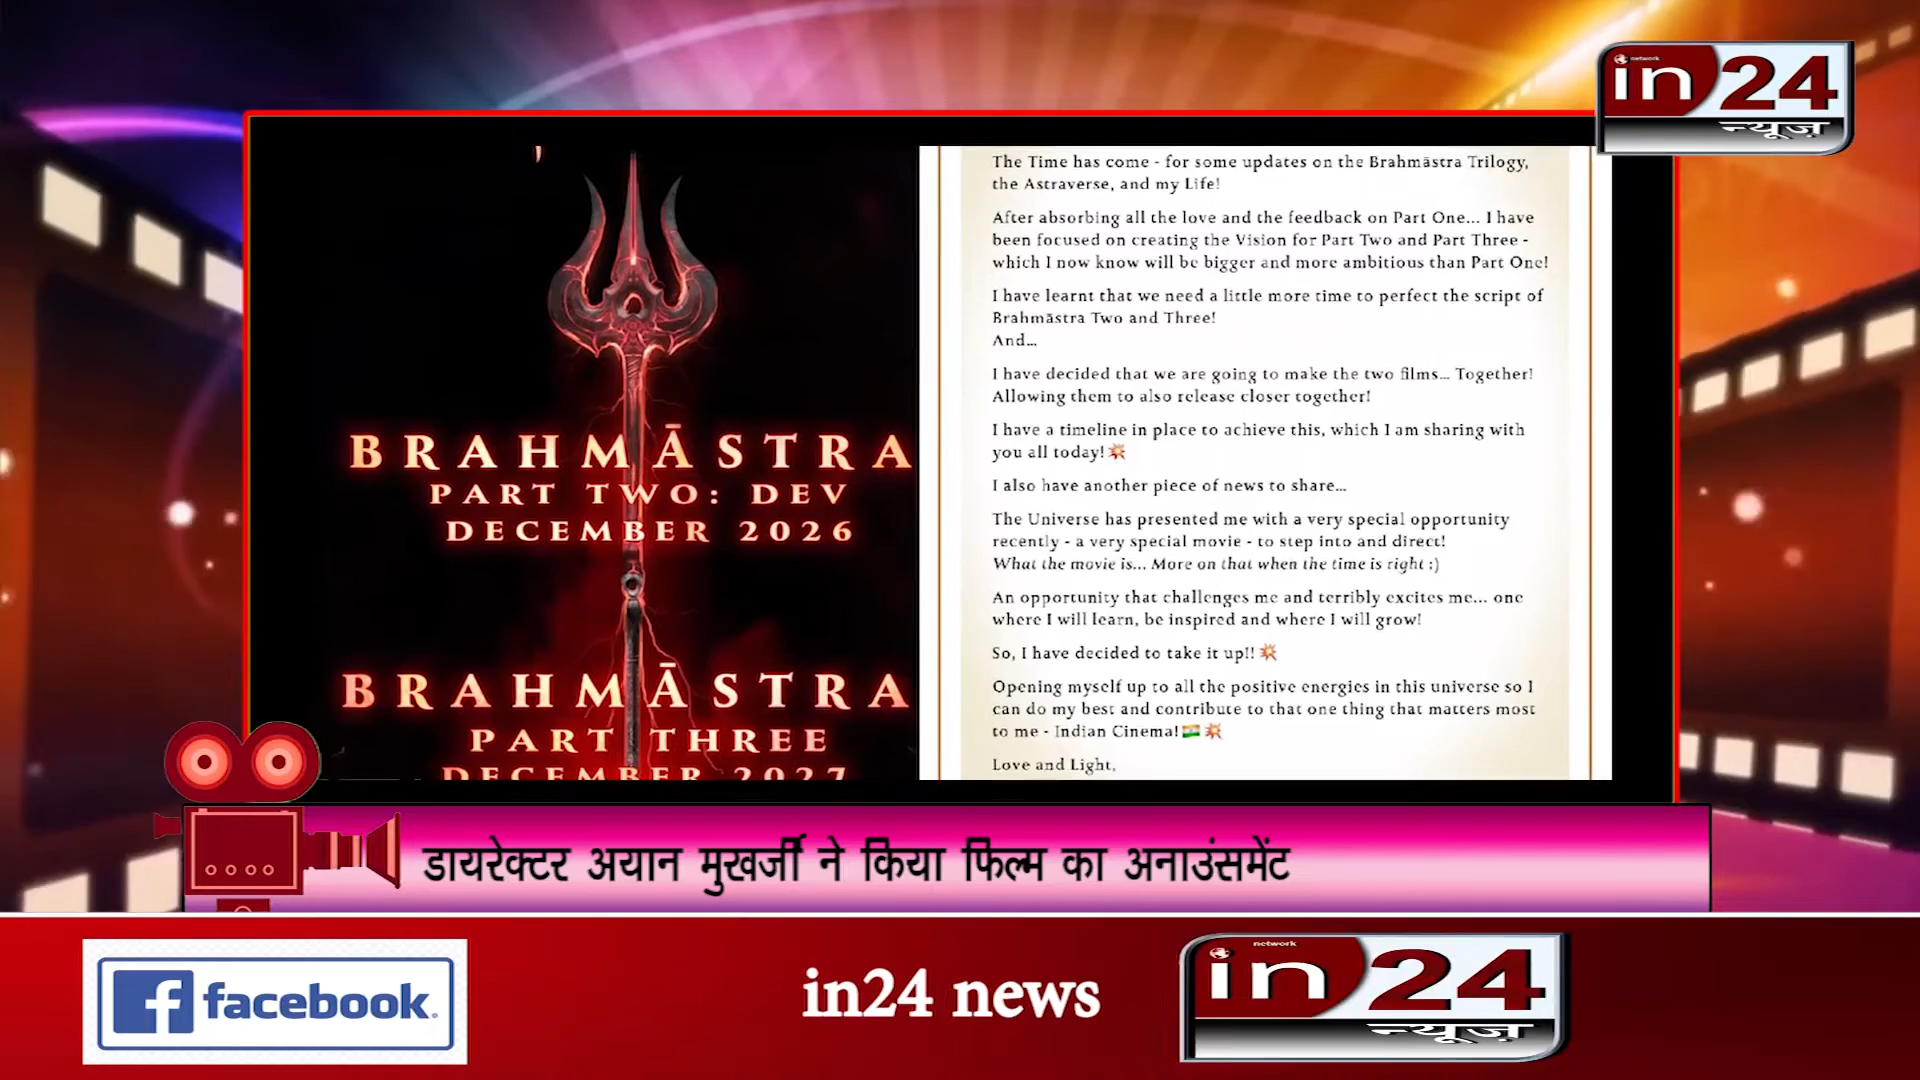 network
in 24
न्यूज़
BRAHMĀSTRA
PART TWO: DEV
DECEMBER 2026
BRAHMĀSTRA
PART THREE
DECEMBER 2027
The Time has come - for some updates on the Brahmāstra Trilogy,
the Astraverse, and my Life!
After absorbing all the love and the feedback on Part One... I have
been focused on creating the Vision for Part Two and Part Three -
which I now know will be bigger and more ambitious than Part One!
I have learnt that we need a little more time to perfect the script of
Brahmāstra Two and Three!
And...
I have decided that we are going to make the two films... Together!
Allowing them to also release closer together!
I have a timeline in place to achieve this, which I am sharing with
you all today!💥
I also have another piece of news to share...
The Universe has presented me with a very special opportunity
recently - a very special movie - to step into and direct!
What the movie is... More on that when the time is right :)
An opportunity that challenges me and terribly excites me... one
where I will learn, be inspired and where I will grow!
So, I have decided to take it up!! 💥
Opening myself up to all the positive energies in this universe so I
can do my best and contribute to that one thing that matters most
to me - Indian Cinema!🇮🇳💥
Love and Light,
डायरेक्टर अयान मुखर्जी ने किया फिल्म का अनाउंसमेंट
facebook.
in24 news
network
in 24
न्यूज़